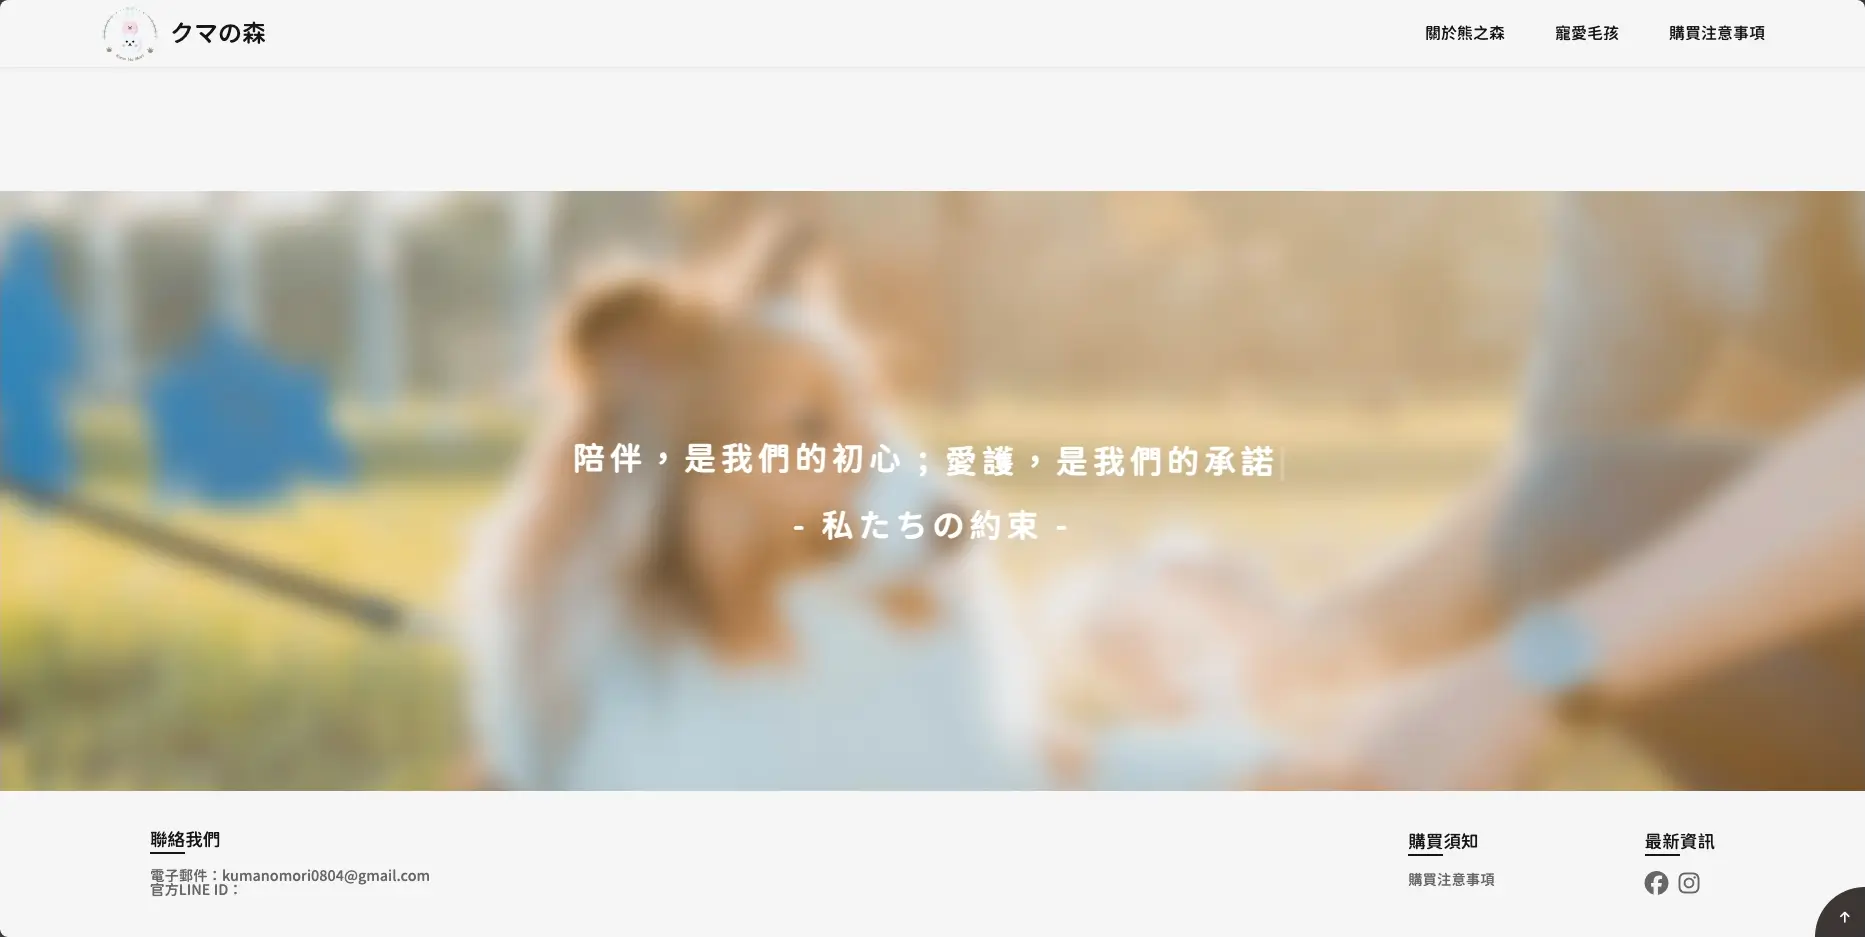 クマの森
關於熊之森
寵愛毛孩
購買注意事項
陪伴，是我們的初心；愛護，是我們的承諾
- 私たちの約束 -
聯絡我們
電子郵件：kumanomori0804@gmail.com
官方LINE ID：
購買須知
購買注意事項
最新資訊